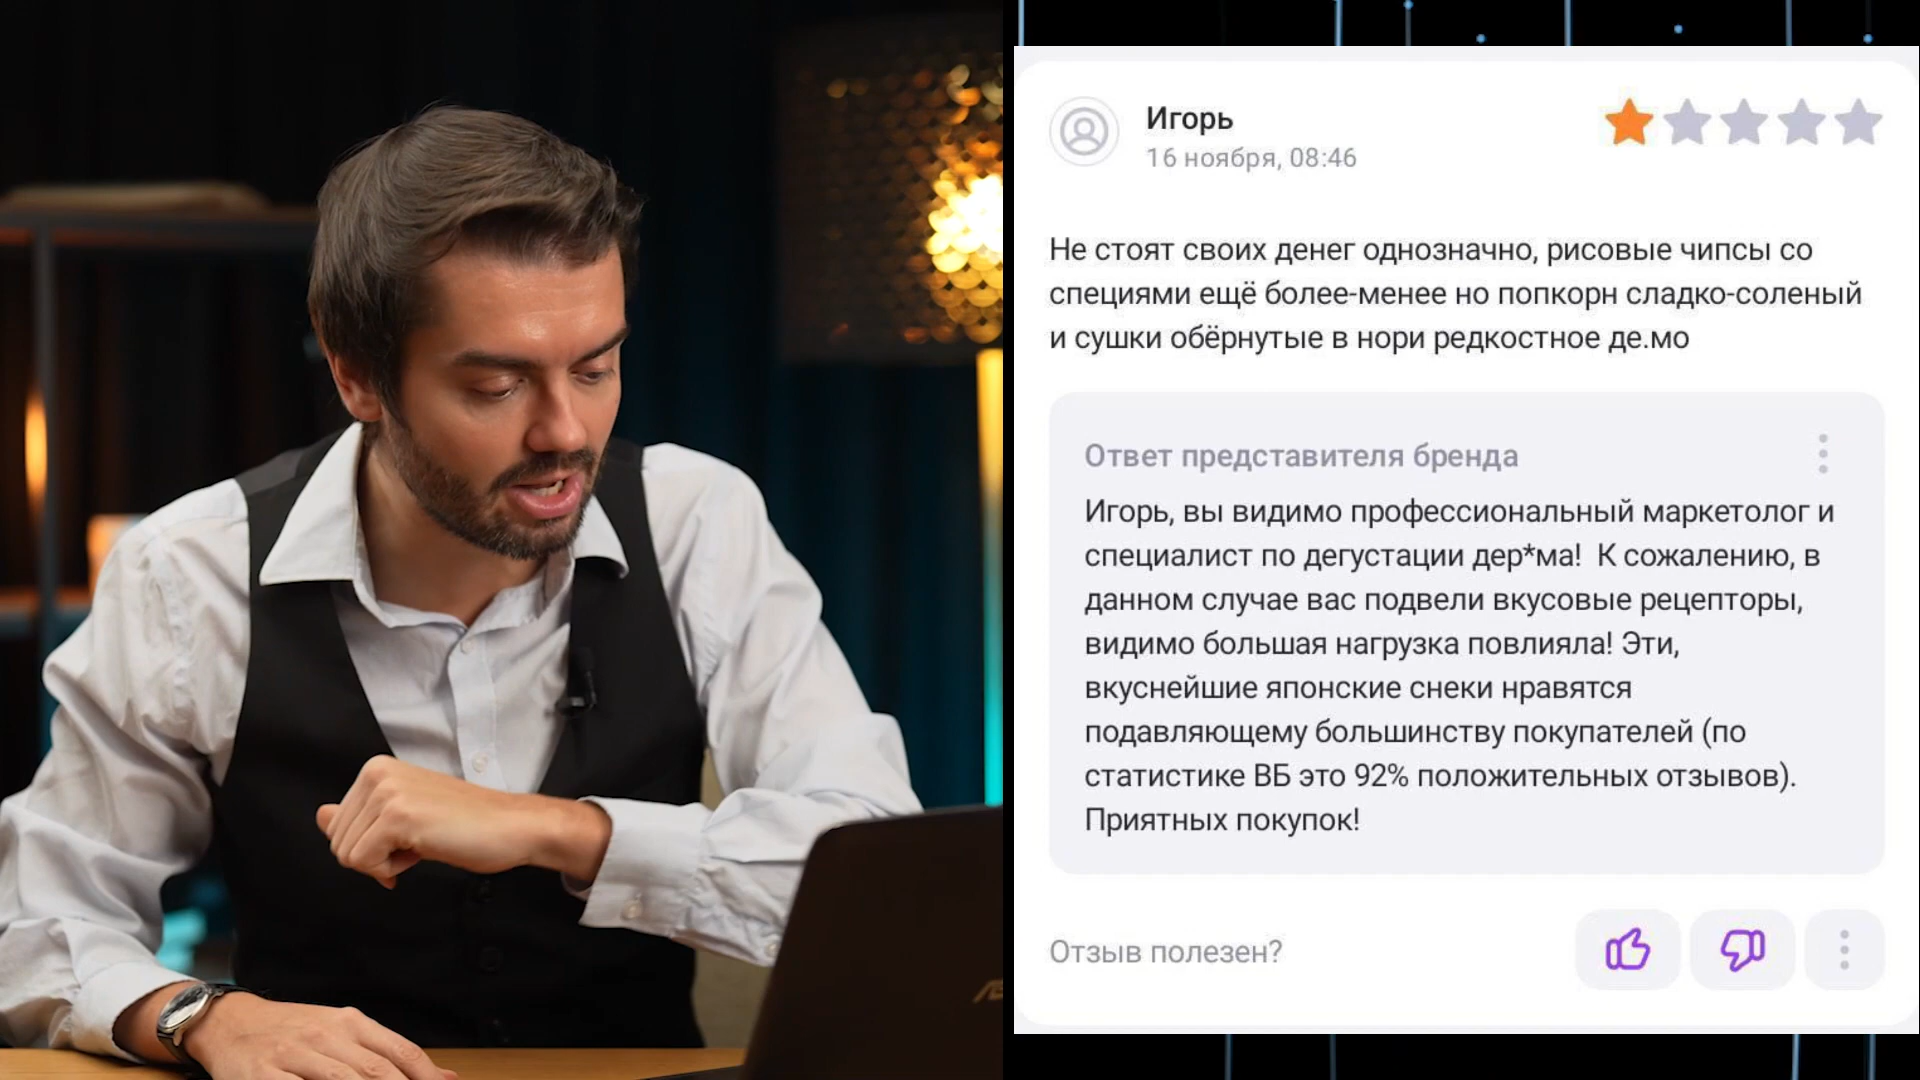 Игорь
16 ноября, 08:46
Не стоят своих денег однозначно, рисовые чипсы со
специями ещё более-менее но попкорн сладко-соленый
и сушки обёрнутые в нори редкостное де.мо
Ответ представителя бренда
Игорь, вы видимо профессиональный маркетолог и
специалист по дегустации дер*ма!  К сожалению, в
данном случае вас подвели вкусовые рецепторы,
видимо большая нагрузка повлияла! Эти,
вкуснейшие японские снеки нравятся
подавляющему большинству покупателей (по
статистике ВБ это 92% положительных отзывов).
Приятных покупок!
Отзыв полезен?